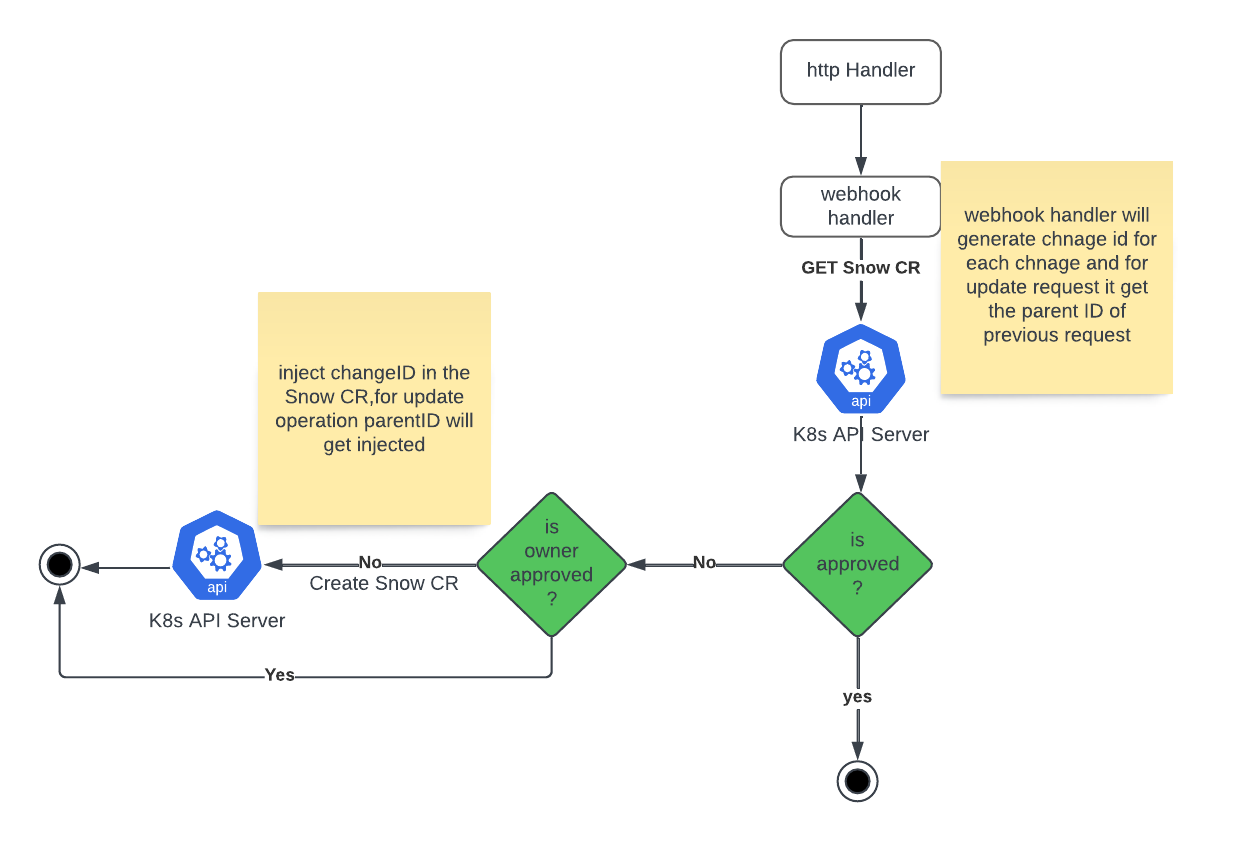 http Handler
webhook
handler
webhook handler will
generate chnage id for
each chnage and for
update request it get
the parent ID of
previous request
GET Snow CR
api
K8s API Server
inject changeID in the
Snow CR,for update
operation parentID will
get injected
is
approved
?
No
is
owner
approved
?
No
Create Snow CR
api
K8s API Server
Yes
yes